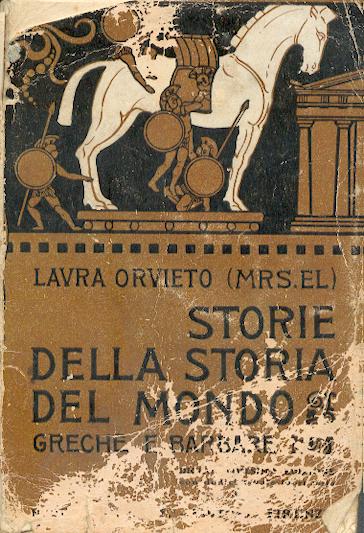 LAVRA ORVIETO (MRS. EL)
STORIE
DELLA STORIA
DEL MONDO
GRECHE E BARBARE